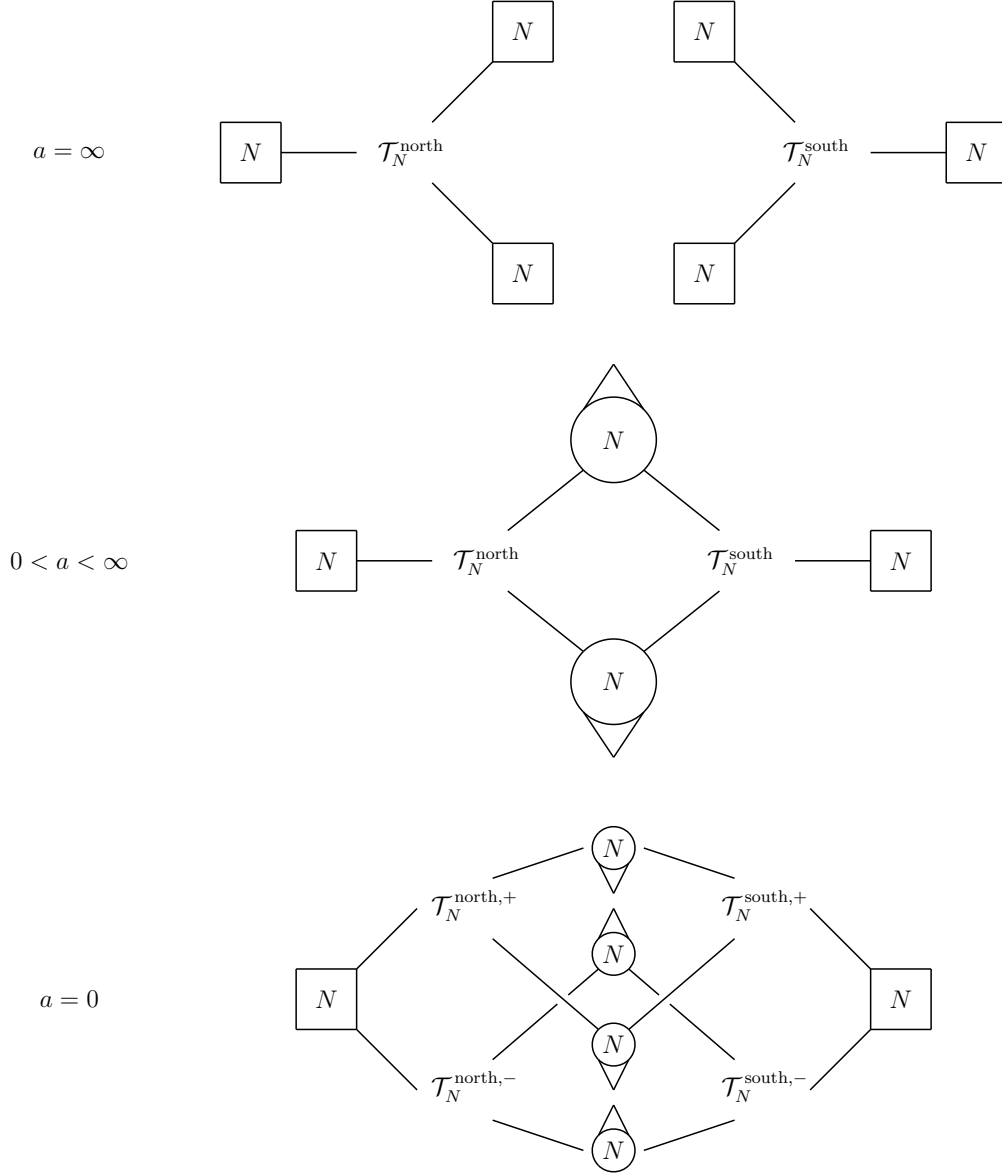 N N
a = ∞ N 𝒯_N^north 𝒯_N^south N
N N
N
0 < a < ∞ N 𝒯_N^north 𝒯_N^south N
N
N
𝒯_N^north,+ 𝒯_N^south,+
N
a = 0 N N
N
𝒯_N^north,− 𝒯_N^south,−
N